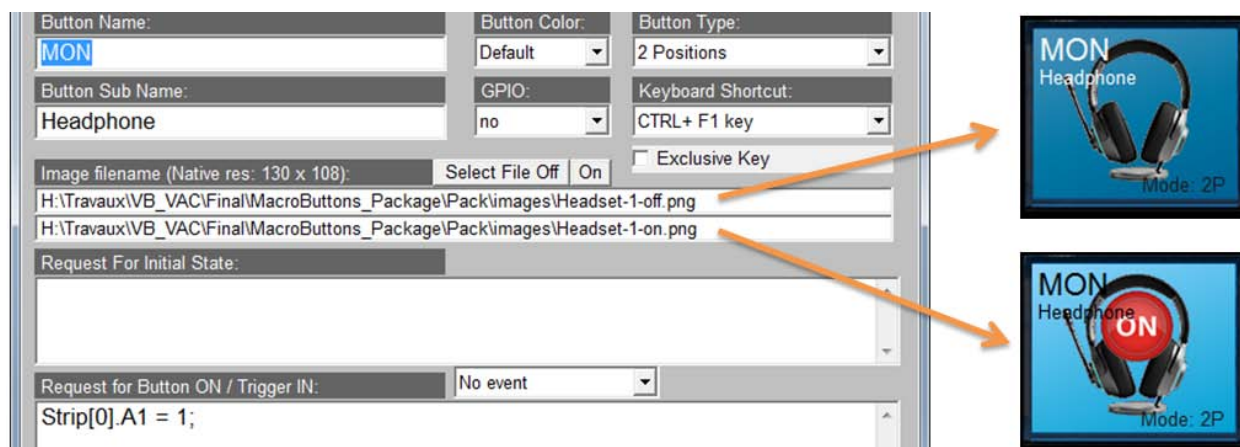 Button Name: Button Color: Button Type:
MON Default 2 Positions
Button Sub Name: GPIO: Keyboard Shortcut:
Headphone no CTRL+ F1 key
Exclusive Key
Image filename (Native res: 130 x 108): Select File Off On
H:\Travaux\VB_VAC\Final\MacroButtons_Package\Pack\images\Headset-1-off.png
H:\Travaux\VB_VAC\Final\MacroButtons_Package\Pack\images\Headset-1-on.png
Request For Initial State:
Request for Button ON / Trigger IN: No event
Strip[0].A1 = 1;
MON
Headphone
Mode: 2P
MON
Headphone
ON
Mode: 2P